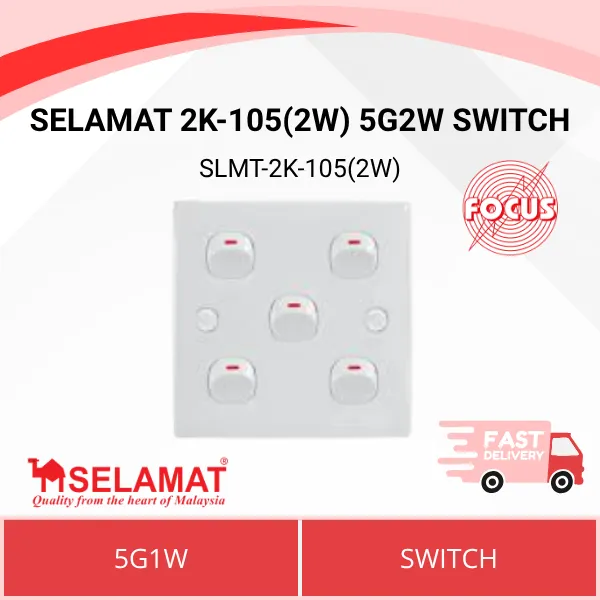 SELAMAT 2K-105(2W) 5G2W SWITCH
SLMT-2K-105(2W)
FOCUS
SELAMAT®
Quality from the heart of Malaysia
FAST
DELIVERY
5G1W
SWITCH